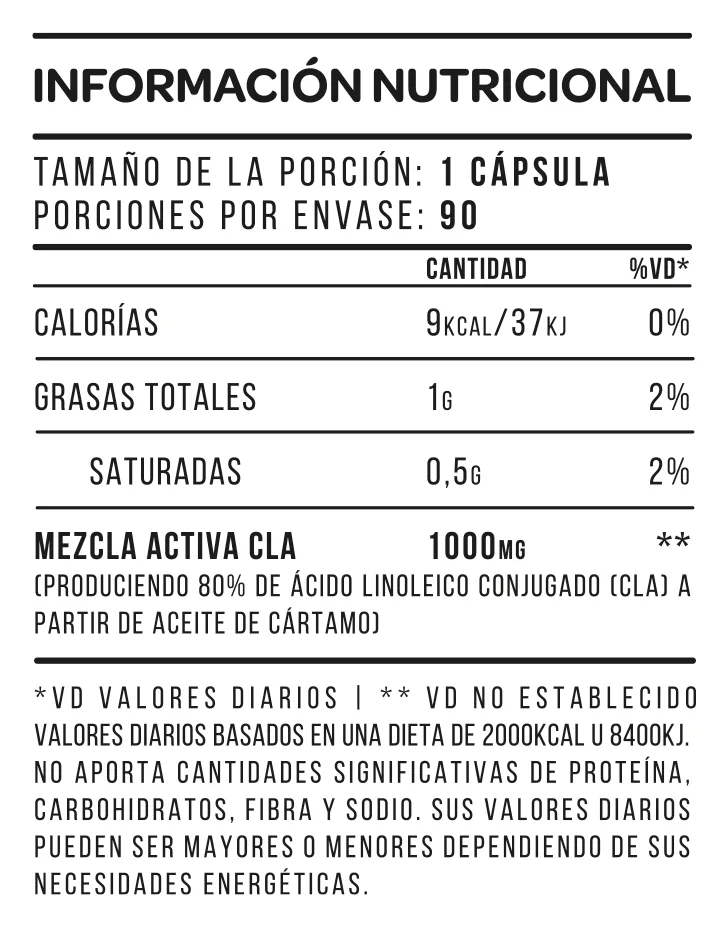 INFORMACIÓN NUTRICIONAL
TAMAÑO DE LA PORCIÓN: 1 CÁPSULA
PORCIONES POR ENVASE: 90
CANTIDAD %VD*
CALORÍAS 9KCAL/37KJ 0%
GRASAS TOTALES 1G 2%
SATURADAS 0,5G 2%
MEZCLA ACTIVA CLA 1000MG **
(PRODUCIENDO 80% DE ÁCIDO LINOLEICO CONJUGADO (CLA) A
PARTIR DE ACEITE DE CÁRTAMO)
*VD VALORES DIARIOS | ** VD NO ESTABLECIDO
VALORES DIARIOS BASADOS EN UNA DIETA DE 2000KCAL U 8400KJ.
NO APORTA CANTIDADES SIGNIFICATIVAS DE PROTEÍNA,
CARBOHIDRATOS, FIBRA Y SODIO. SUS VALORES DIARIOS
PUEDEN SER MAYORES O MENORES DEPENDIENDO DE SUS
NECESIDADES ENERGÉTICAS.